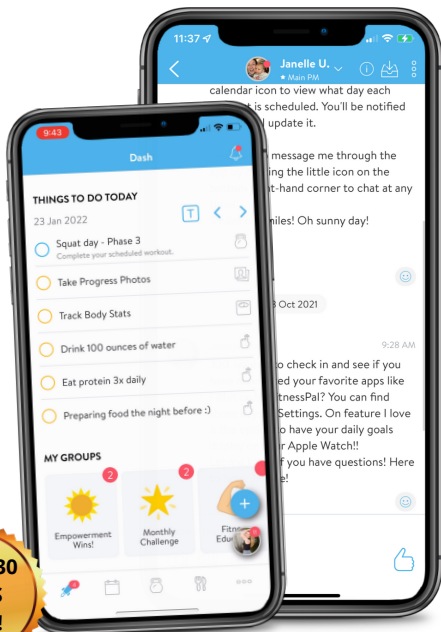 11:37
Janelle U.
★ Main PM
calendar icon to view what day each
is scheduled. You'll be notified
update it.
message me through the
ing the little icon on the
t-hand corner to chat at any
miles! Oh sunny day!
Oct 2021
9:28 AM
to check in and see if you
ed your favorite apps like
tnessPal? You can find
Settings. On feature I love
o have your daily goals
r Apple Watch!!
f you have questions! Here
e!
9:43
Dash
THINGS TO DO TODAY
23 Jan 2022
T
Squat day - Phase 3
Complete your scheduled workout.
Take Progress Photos
Track Body Stats
Drink 100 ounces of water
Eat protein 3x daily
Preparing food the night before :)
MY GROUPS
2
2
Empowerment
Wins!
Monthly
Challenge
Fitn
Edu
30
S
!